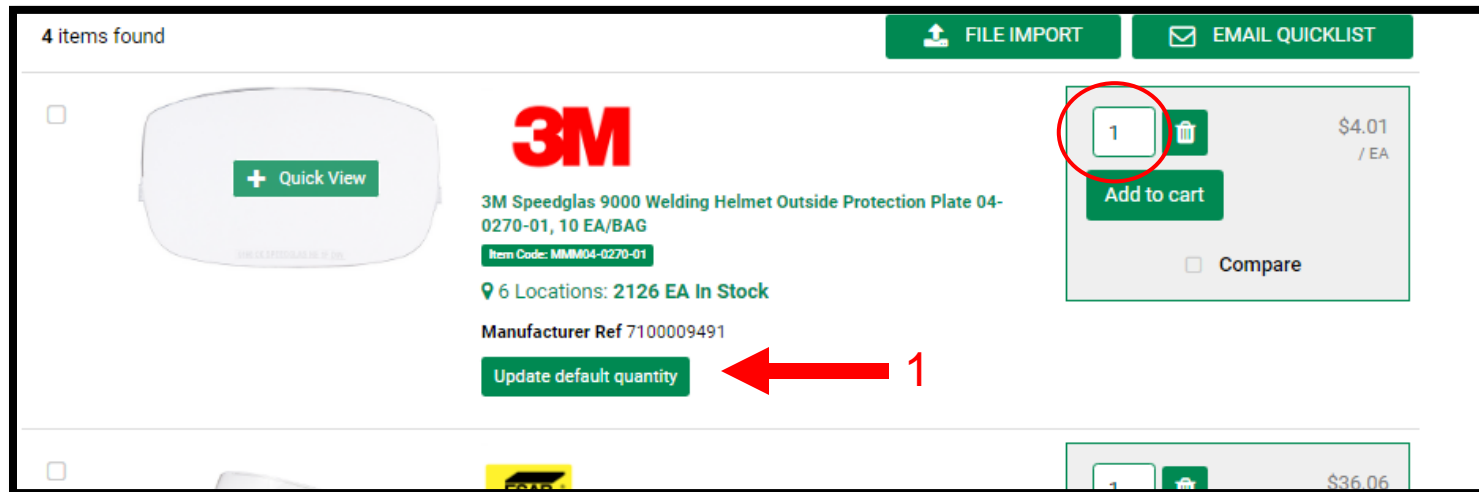 4 items found
FILE IMPORT
EMAIL QUICKLIST
Quick View
3M
3M Speedglas 9000 Welding Helmet Outside Protection Plate 04-
0270-01, 10 EA/BAG
Item Code: MMM04-0270-01
6 Locations: 2126 EA In Stock
Manufacturer Ref 7100009491
Update default quantity
1
1
$4.01
/ EA
Add to cart
Compare
ESAB
1
$36.06